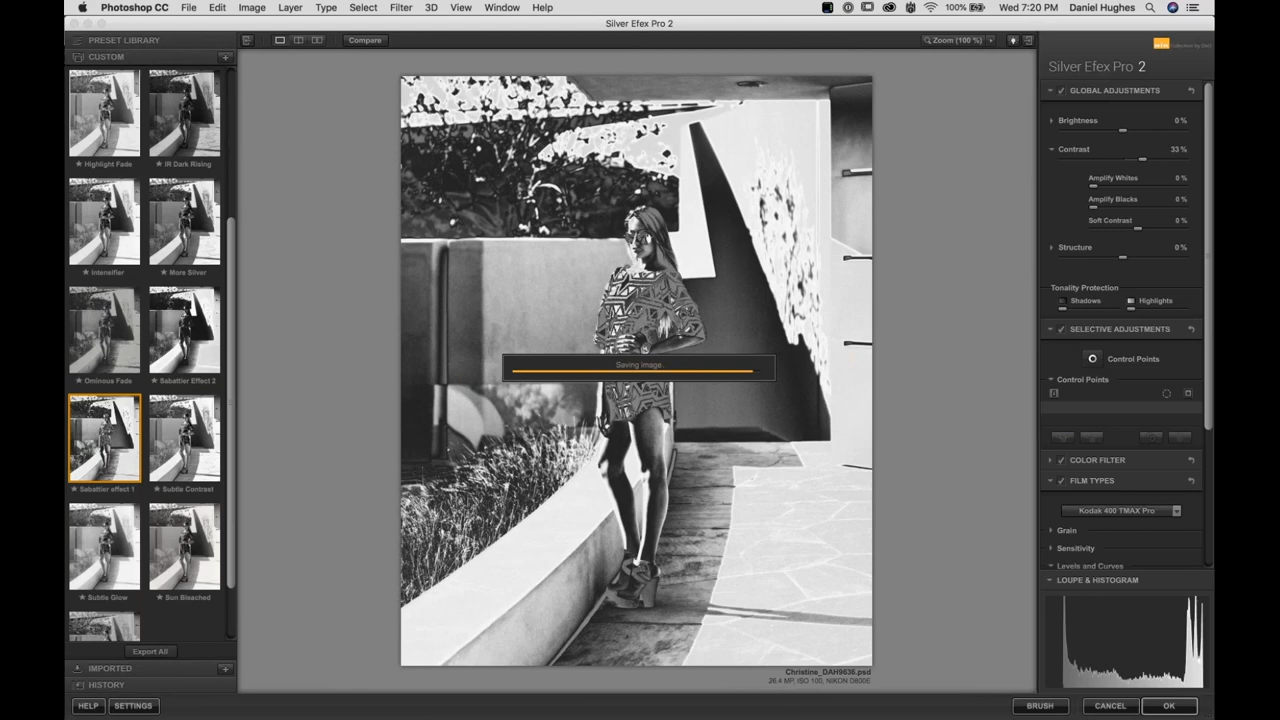 Photoshop CC File Edit Image Layer Type Select Filter 3D View Window Help 100% Wed 7:20 PM Daniel Hughes
Silver Efex Pro 2
PRESET LIBRARY
Compare
Zoom (100 %)
CUSTOM
Highlight Fade
IR Dark Rising
Intensifier
More Silver
Ominous Fade
Sabattier Effect 2
Sabattier effect 1
Subtle Contrast
Subtle Glow
Sun Bleached
Export All
IMPORTED
HISTORY
HELP
SETTINGS
Saving image
Christine_DAH9636.psd
26.4 MP, ISO 100, NIKON D800E
Silver Efex Pro 2
GLOBAL ADJUSTMENTS
Brightness 0 %
Contrast 33 %
Amplify Whites 0 %
Amplify Blacks 0 %
Soft Contrast 0 %
Structure 0 %
Tonality Protection
Shadows Highlights
SELECTIVE ADJUSTMENTS
Control Points
Control Points
COLOR FILTER
FILM TYPES
Kodak 400 TMAX Pro
Grain
Sensitivity
Levels and Curves
LOUPE & HISTOGRAM
BRUSH
CANCEL
OK